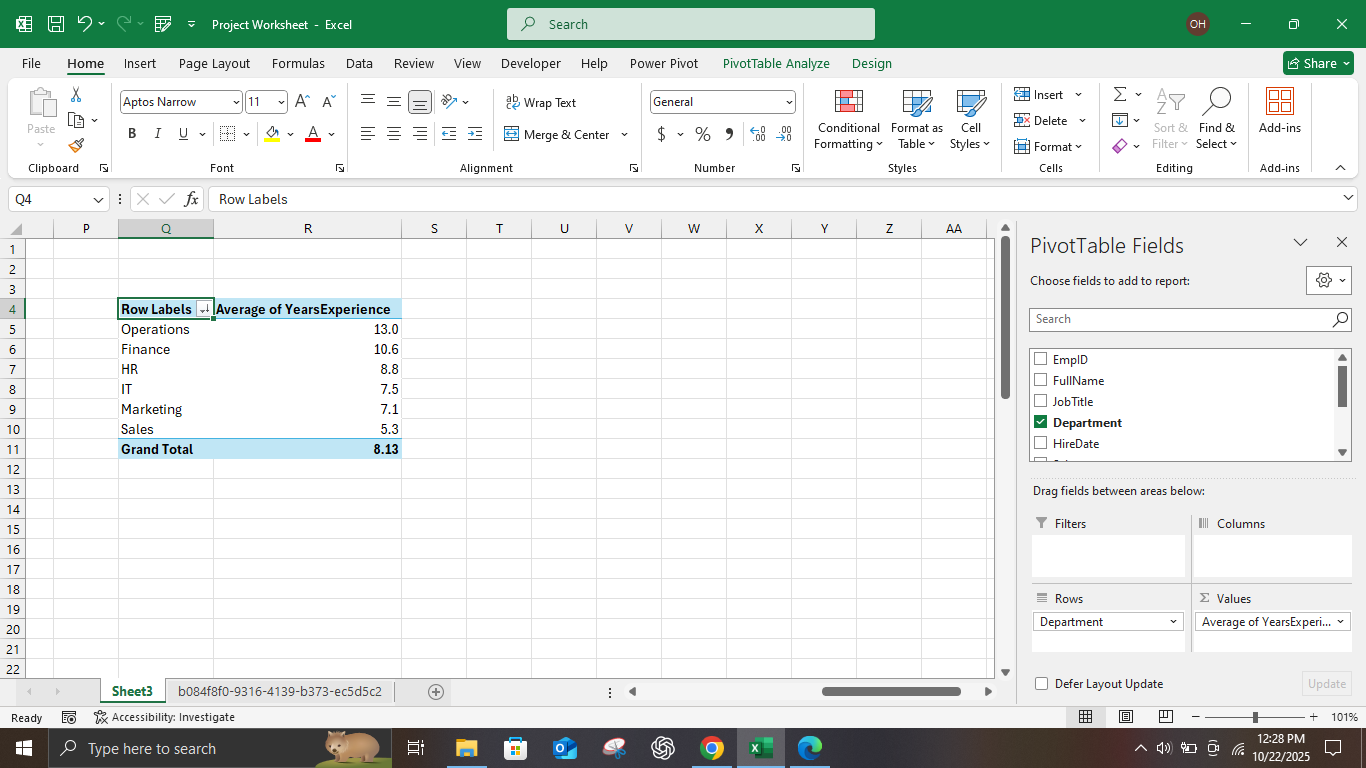 Project Worksheet - Excel
Search
OH
File Home Insert Page Layout Formulas Data Review View Developer Help Power Pivot PivotTable Analyze Design Share
Paste
Clipboard
Aptos Narrow 11
B I U
Font
Wrap Text
Merge & Center
Alignment
General
$ %
Number
Conditional Formatting
Format as Table
Cell Styles
Styles
Insert
Delete
Format
Cells
Sort & Filter
Find & Select
Editing
Add-ins
Add-ins
Q4 fx Row Labels
P Q R S T U V W X Y Z AA
1
2
3
4 Row Labels Average of YearsExperience
5 Operations 13.0
6 Finance 10.6
7 HR 8.8
8 IT 7.5
9 Marketing 7.1
10 Sales 5.3
11 Grand Total 8.13
12
13
14
15
16
17
18
19
20
21
22
PivotTable Fields
Choose fields to add to report:
Search
EmpID
FullName
JobTitle
Department
HireDate
Drag fields between areas below:
Filters Columns
Rows Values
Department Average of YearsExperi...
Defer Layout Update Update
Sheet3 b084f8f0-9316-4139-b373-ec5d5c2
Ready Accessibility: Investigate 101%
Type here to search
12:28 PM
10/22/2025